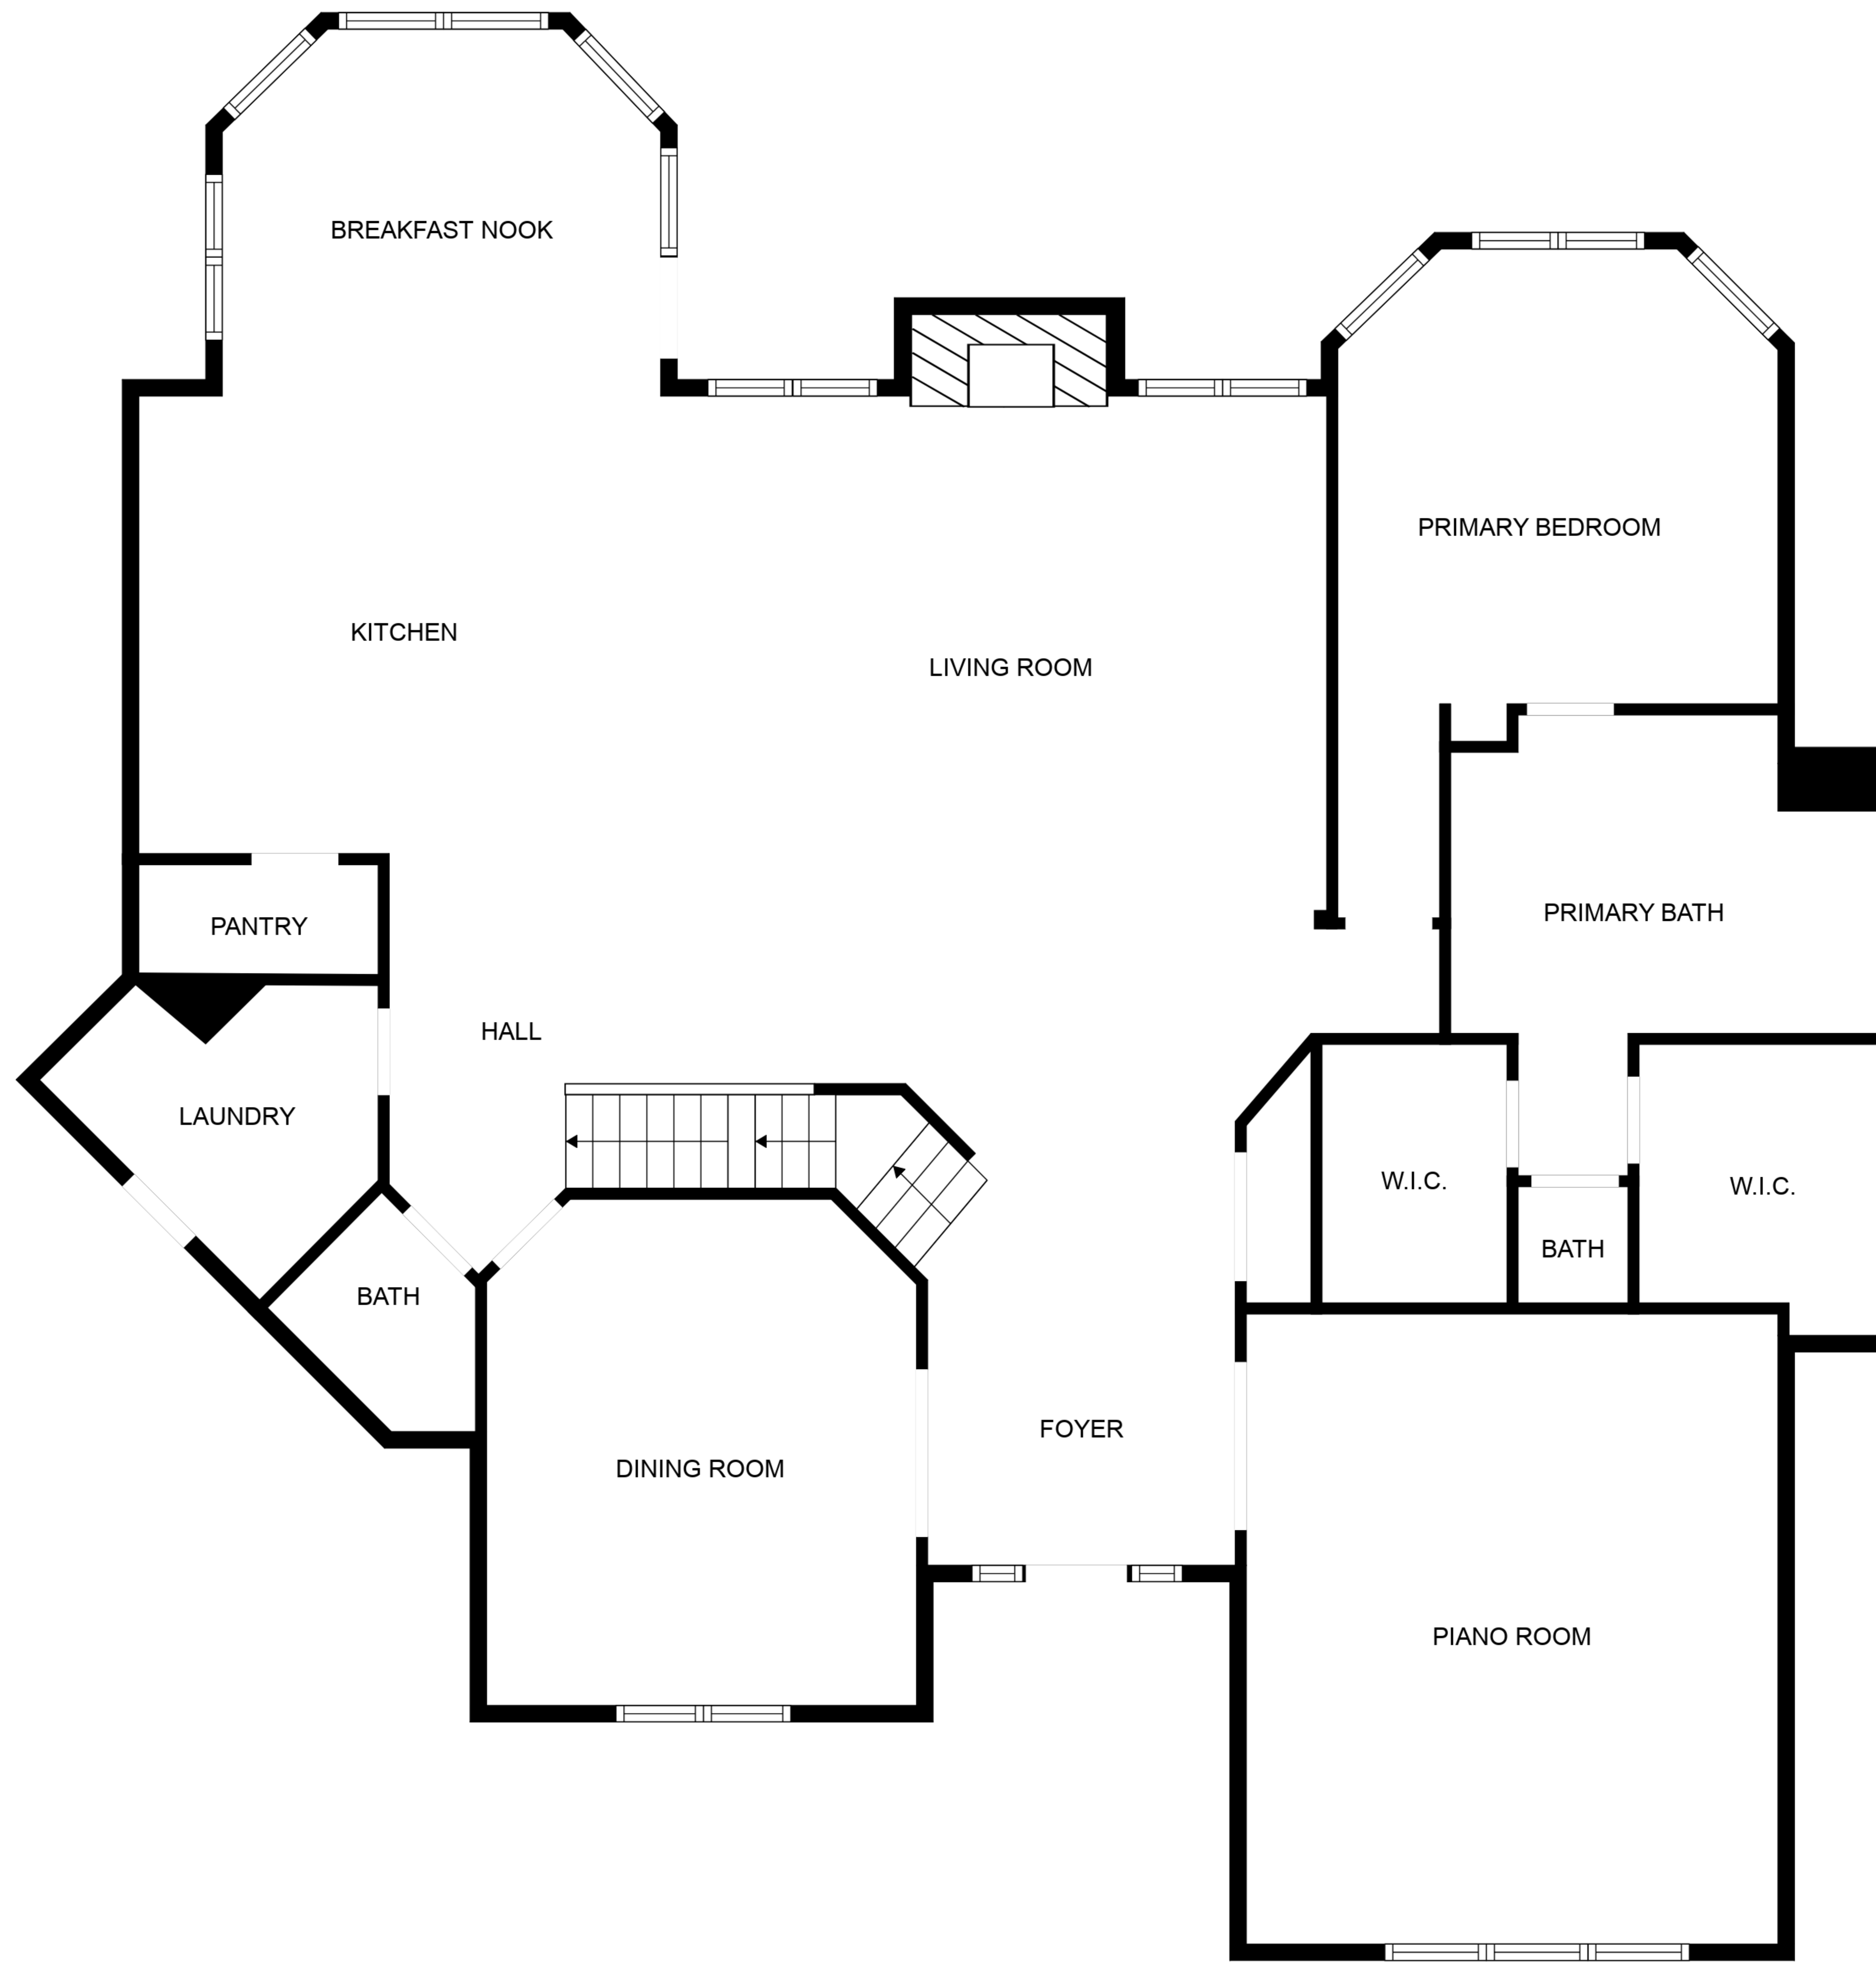 BREAKFAST NOOK
PRIMARY BEDROOM
KITCHEN
LIVING ROOM
PRIMARY BATH
PANTRY
HALL
LAUNDRY
W.I.C.
W.I.C.
BATH
BATH
FOYER
DINING ROOM
PIANO ROOM